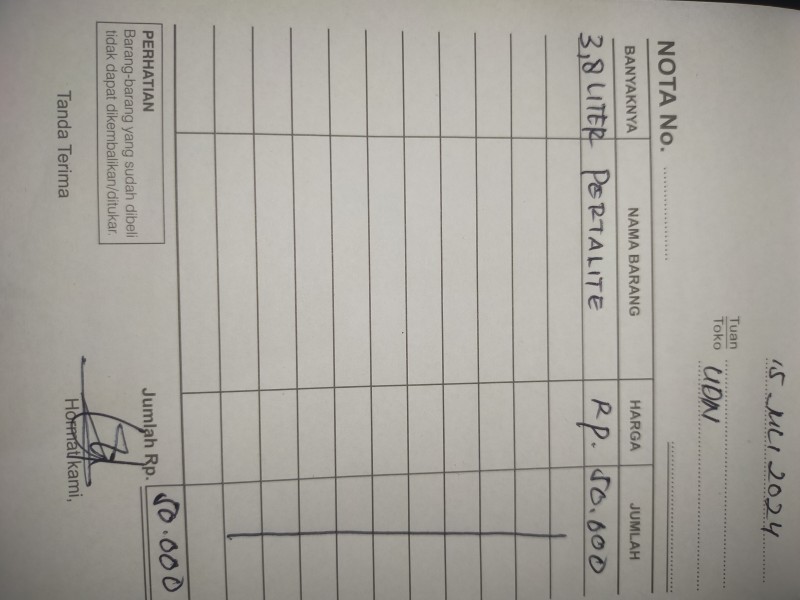 15 JULI 2024
Tuan
Toko UDN
NOTA No.
BANYAKNYA NAMA BARANG HARGA JUMLAH
3,8 LITER PERTALITE Rp. 50.000
Jumlah Rp. 50.000
PERHATIAN
Barang-barang yang sudah dibeli
tidak dapat dikembalikan/ditukar.
Tanda Terima Hormat kami,